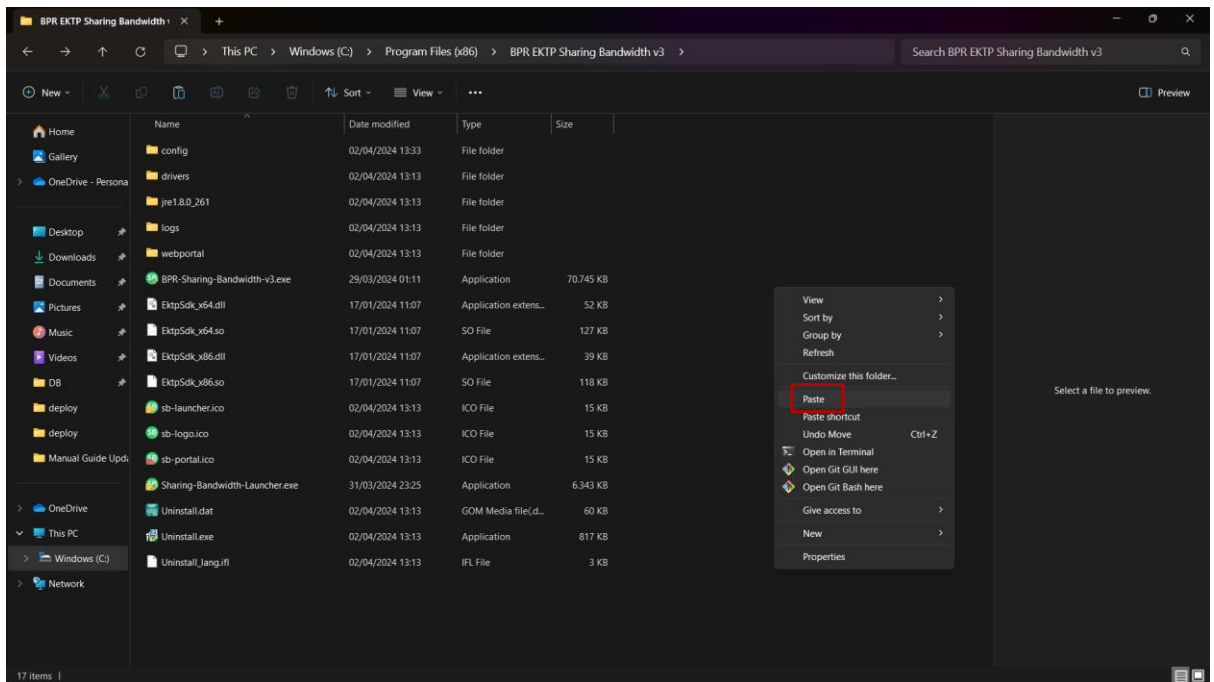 BPR EKTP Sharing Bandwidth v
This PC > Windows (C:) > Program Files (x86) > BPR EKTP Sharing Bandwidth v3 >
Search BPR EKTP Sharing Bandwidth v3
New Sort View ... Preview
Name Date modified Type Size
Home
Gallery
OneDrive - Persona
Desktop
Downloads
Documents
Pictures
Music
Videos
DB
deploy
deploy
Manual Guide Upd
OneDrive
This PC
Windows (C:)
Network
config 02/04/2024 13:33 File folder
drivers 02/04/2024 13:13 File folder
jre1.8.0_261 02/04/2024 13:13 File folder
logs 02/04/2024 13:13 File folder
webportal 02/04/2024 13:13 File folder
BPR-Sharing-Bandwidth-v3.exe 29/03/2024 01:11 Application 70.745 KB
EktpSdk_x64.dll 17/01/2024 11:07 Application extens... 52 KB
EktpSdk_x64.so 17/01/2024 11:07 SO File 127 KB
EktpSdk_x86.dll 17/01/2024 11:07 Application extens... 39 KB
EktpSdk_x86.so 17/01/2024 11:07 SO File 118 KB
sb-launcher.ico 02/04/2024 13:13 ICO File 15 KB
sb-logo.ico 02/04/2024 13:13 ICO File 15 KB
sb-portal.ico 02/04/2024 13:13 ICO File 15 KB
Sharing-Bandwidth-Launcher.exe 31/03/2024 23:25 Application 6.343 KB
Uninstall.dat 02/04/2024 13:13 GOM Media file(.d... 60 KB
Uninstall.exe 02/04/2024 13:13 Application 817 KB
Uninstall_lang.ifl 02/04/2024 13:13 IFL File 3 KB
View
Sort by
Group by
Refresh
Customize this folder...
Paste
Paste shortcut
Undo Move Ctrl+Z
Open in Terminal
Open Git GUI here
Open Git Bash here
Give access to
New
Properties
Select a file to preview.
17 items